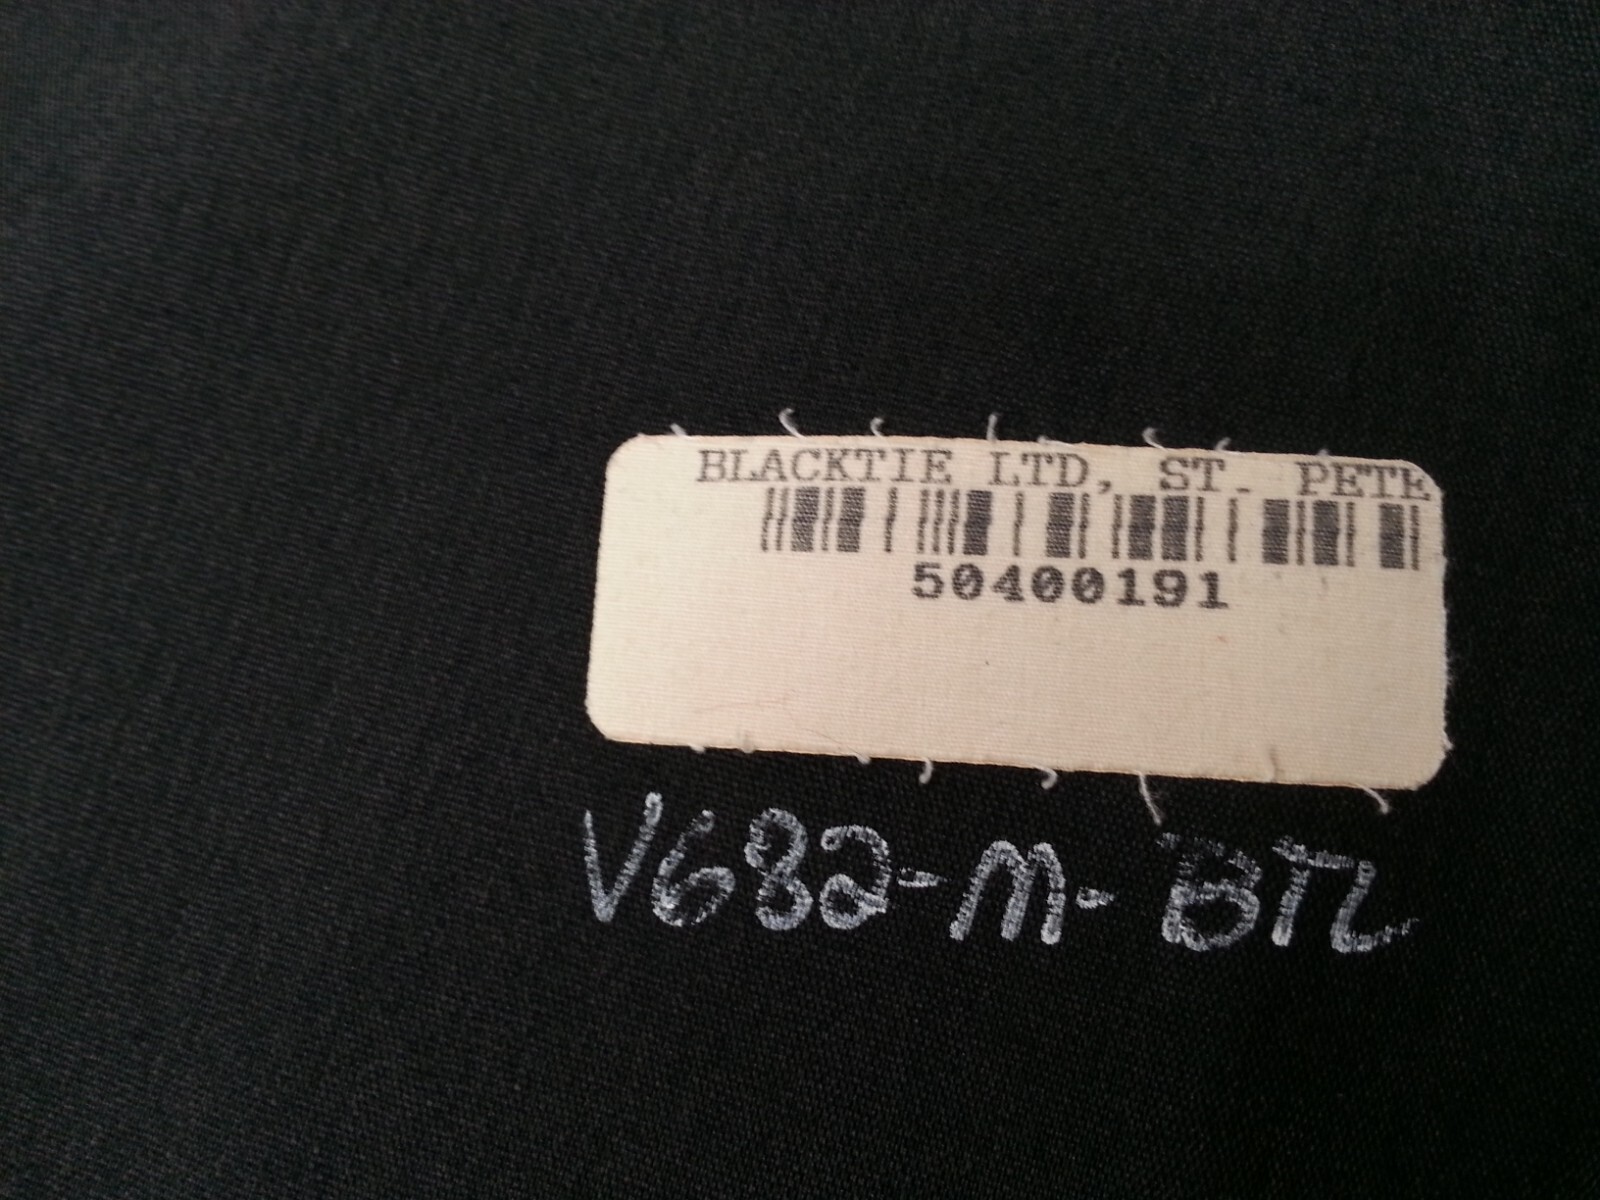 BLACKTIE LTD, ST. PETE
50400191
V682-M-BTL